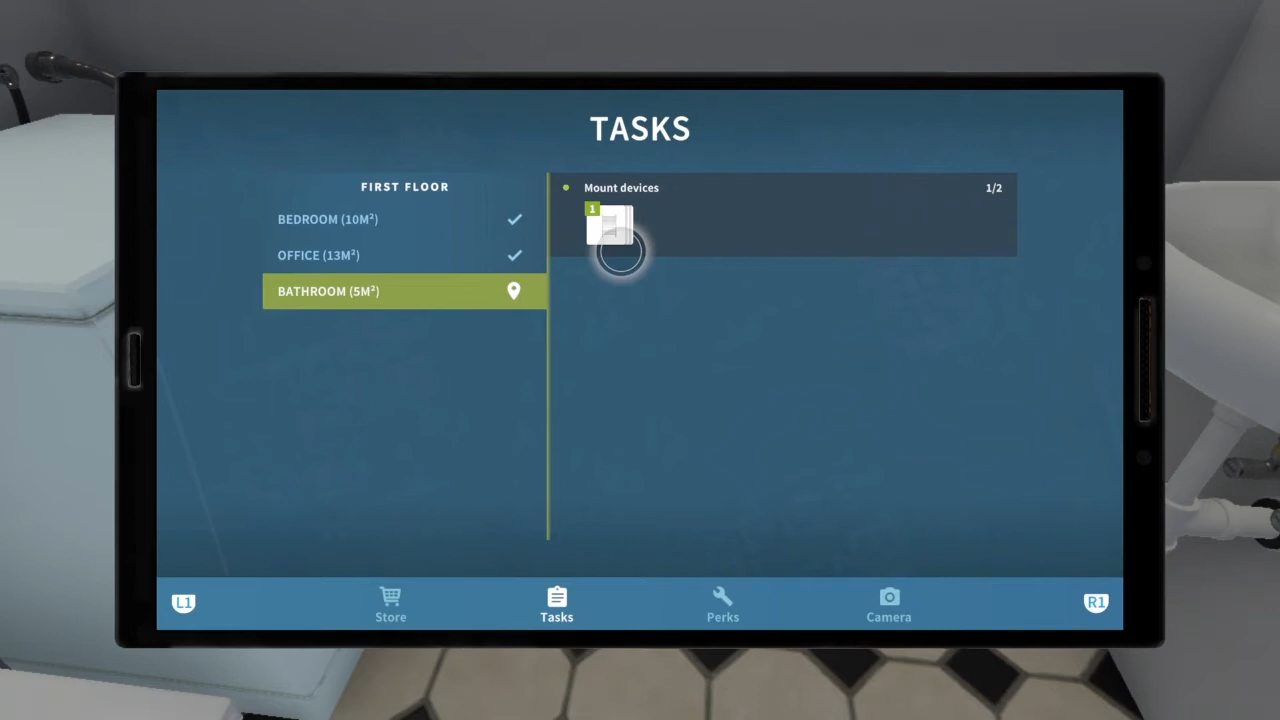 TASKS
FIRST FLOOR
BEDROOM (10M²)
OFFICE (13M²)
BATHROOM (5M²)
Mount devices 1/2
1
L1
Store
Tasks
Perks
Camera
R1